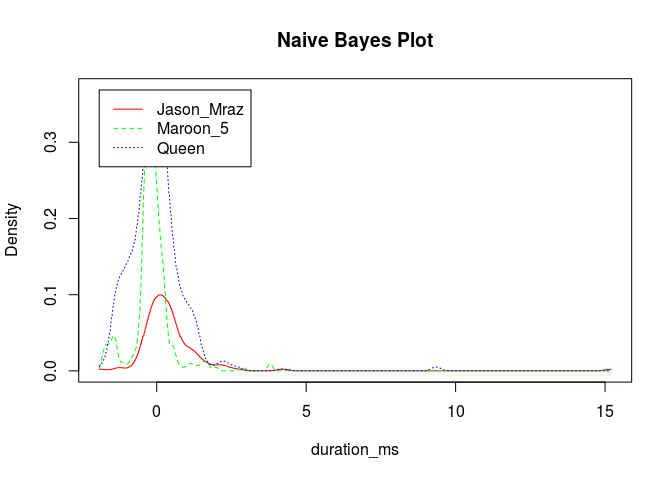 Naive Bayes Plot
Jason_Mraz
Maroon_5
Queen
Density
0.0
0.1
0.2
0.3
0
5
10
15
duration_ms